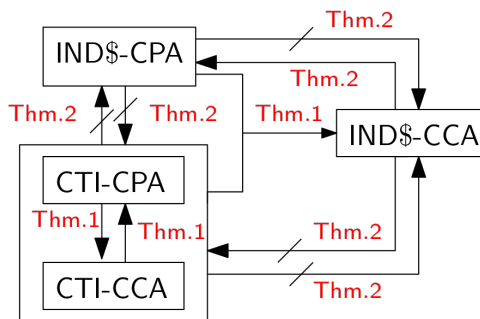 Thm.2
IND$-CPA
Thm.2
Thm.2
Thm.2
Thm.1
IND$-CCA
CTI-CPA
Thm.1
Thm.1
Thm.2
CTI-CCA
Thm.2